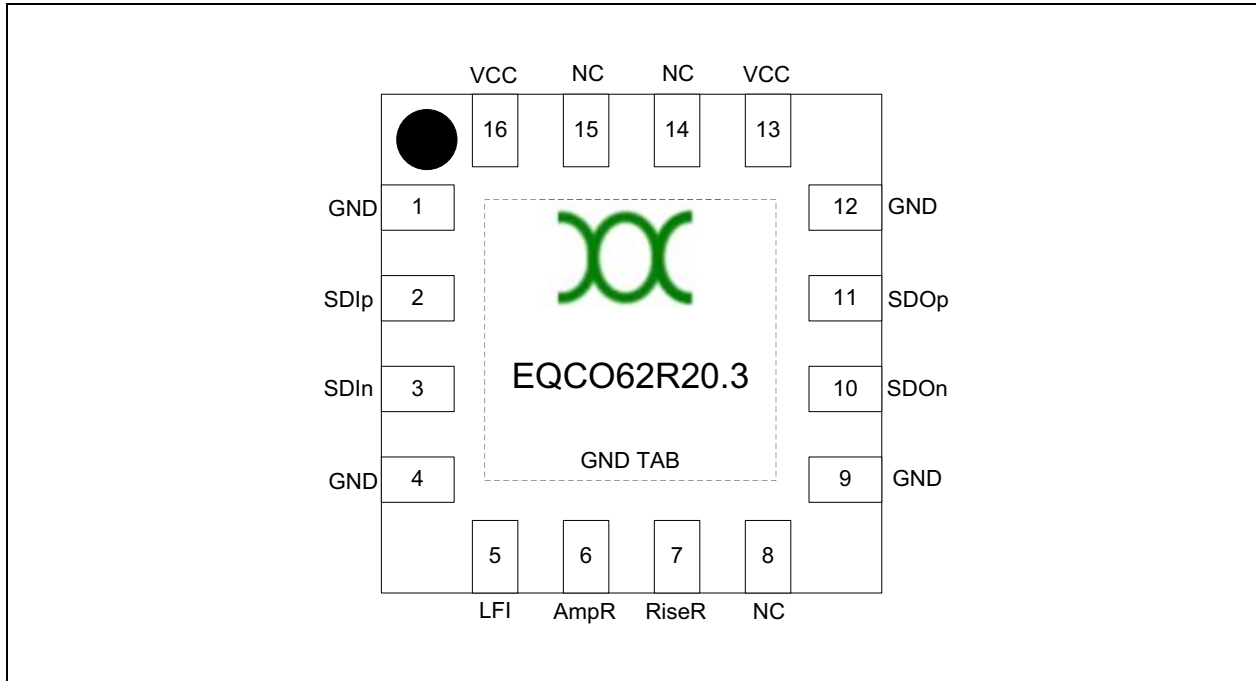 VCC NC NC VCC
16 15 14 13
GND 1 12 GND
SDIp 2 11 SDOp
SDIn 3 EQCO62R20.3 10 SDOn
GND TAB
GND 4 9 GND
5 6 7 8
LFI AmpR RiseR NC